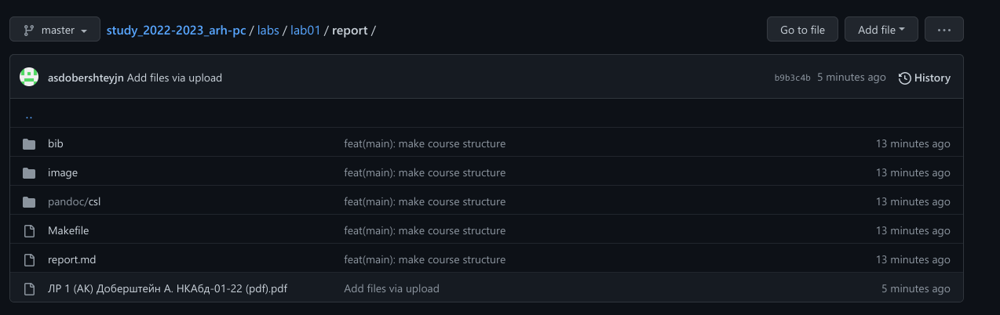 master study_2022-2023_arh-pc / labs / lab01 / report / Go to file Add file ...
asdobershteyjn Add files via upload b9b3c4b 5 minutes ago History
..
bib feat(main): make course structure 13 minutes ago
image feat(main): make course structure 13 minutes ago
pandoc/csl feat(main): make course structure 13 minutes ago
Makefile feat(main): make course structure 13 minutes ago
report.md feat(main): make course structure 13 minutes ago
ЛР 1 (АК) Доберштейн А. НКАбд-01-22 (pdf).pdf Add files via upload 5 minutes ago